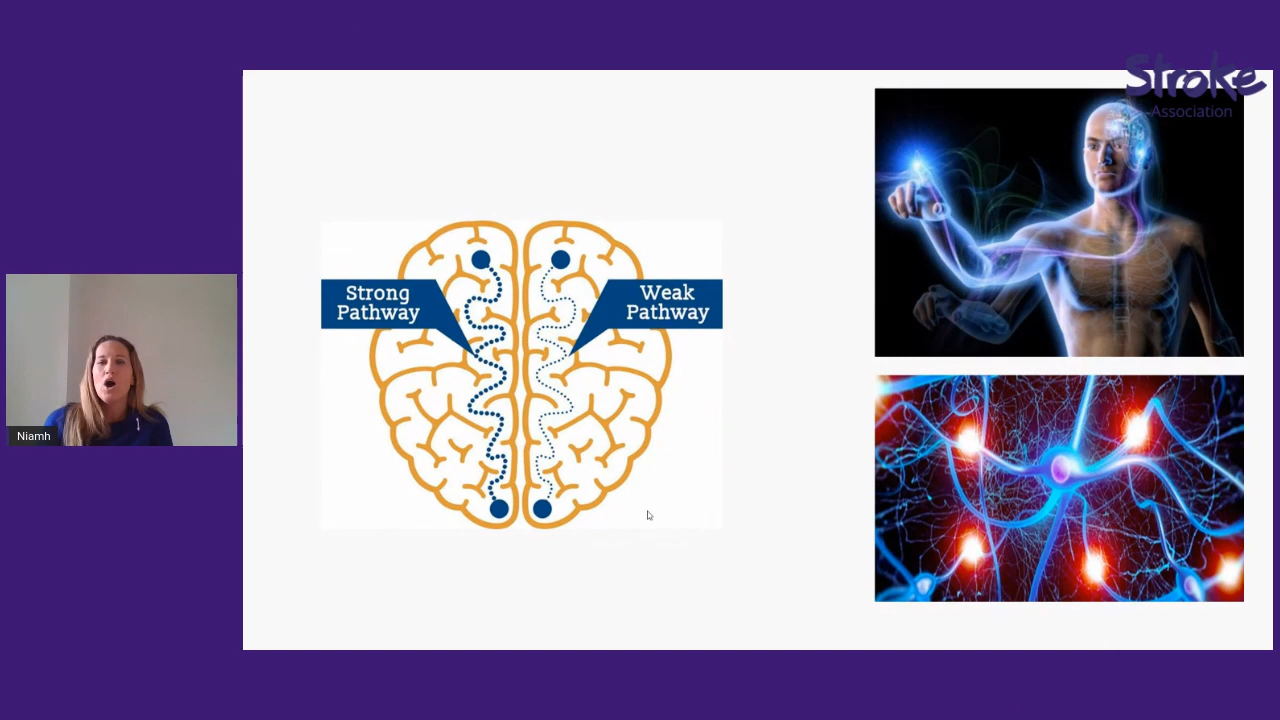 Stroke
Association
Strong
Pathway
Weak
Pathway
Niamh